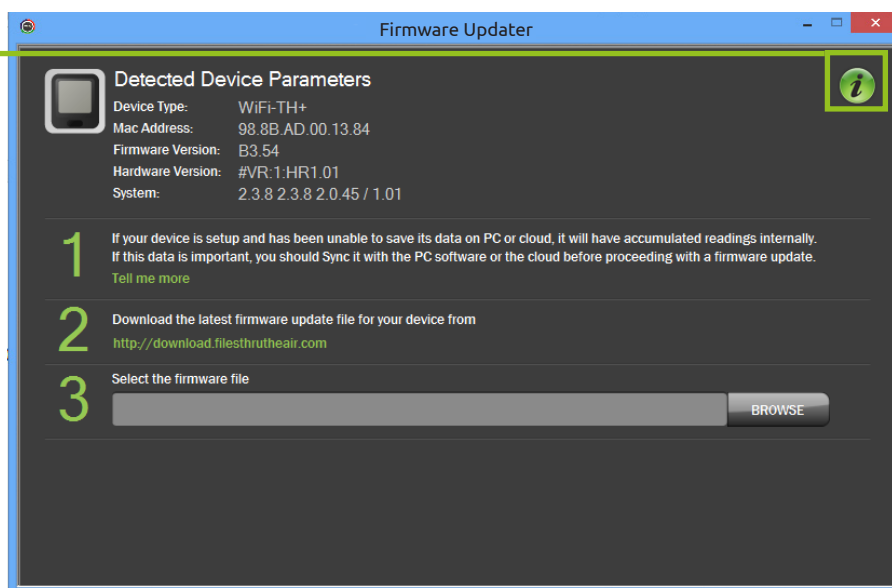 Firmware Updater
Detected Device Parameters
Device Type: WiFi-TH+
Mac Address: 98.8B.AD.00.13.84
Firmware Version: B3.54
Hardware Version: #VR:1:HR1.01
System: 2.3.8 2.3.8 2.0.45 / 1.01
i
1
If your device is setup and has been unable to save its data on PC or cloud, it will have accumulated readings internally.
If this data is important, you should Sync it with the PC software or the cloud before proceeding with a firmware update.
Tell me more
2
Download the latest firmware update file for your device from
http://download.filesthrutheair.com
3
Select the firmware file
BROWSE